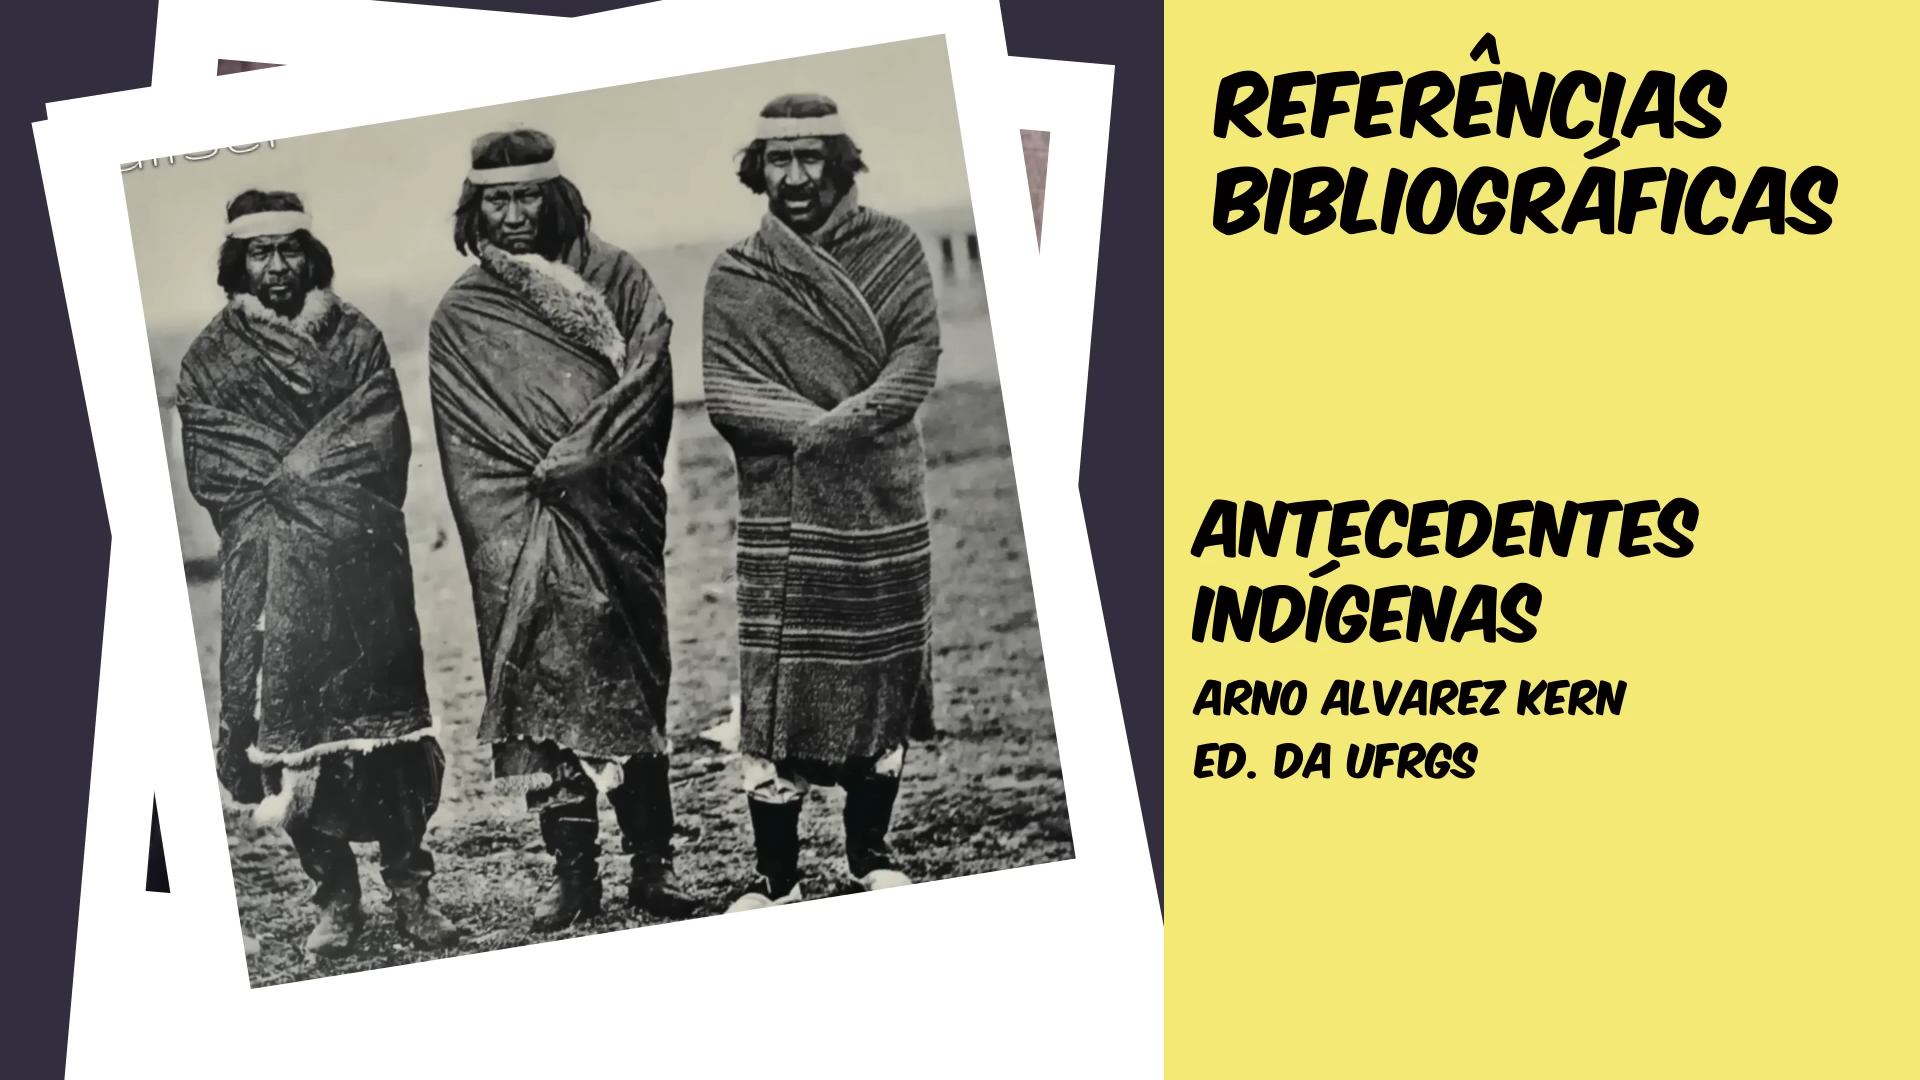 REFERÊNCIAS
BIBLIOGRÁFICAS
ANTECEDENTES
INDÍGENAS
ARNO ALVAREZ KERN
ED. DA UFRGS